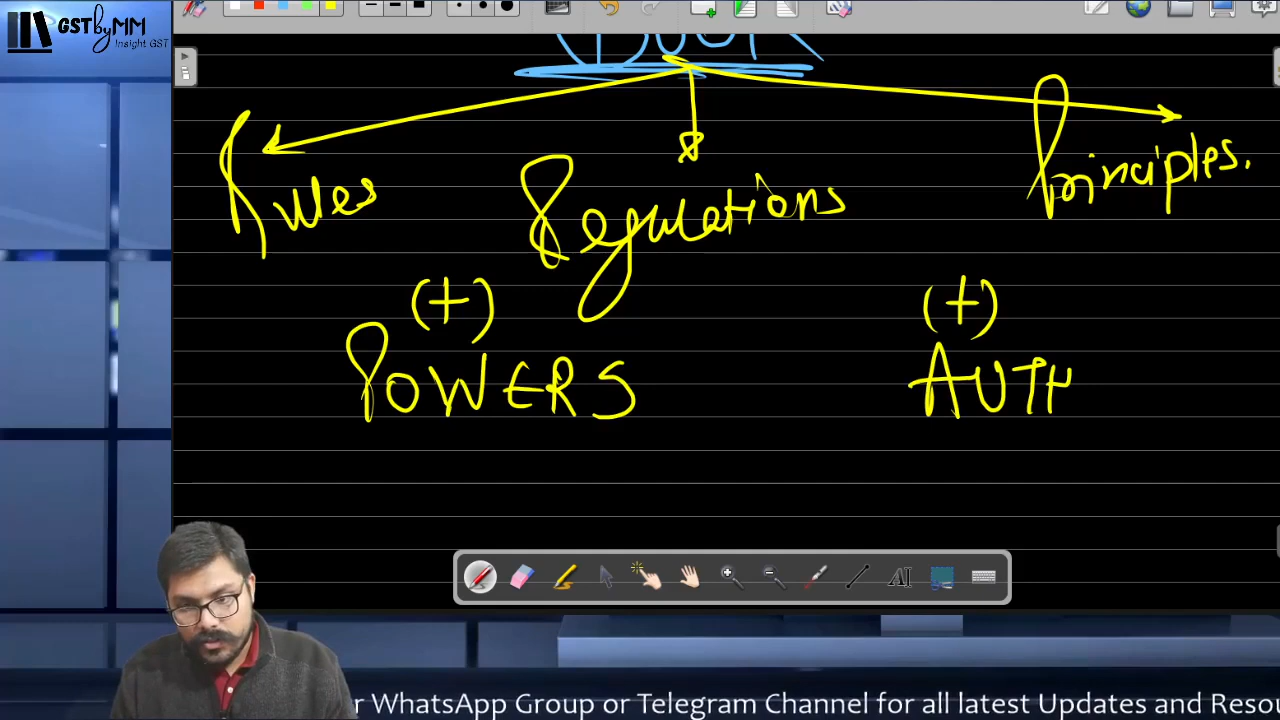 GSTbyMM
Insight GST
Rules
Regulations
Principles.
(+)
(+)
POWERS
AUTH
AI
r WhatsApp Group or Telegram Channel for all latest Updates and Resou